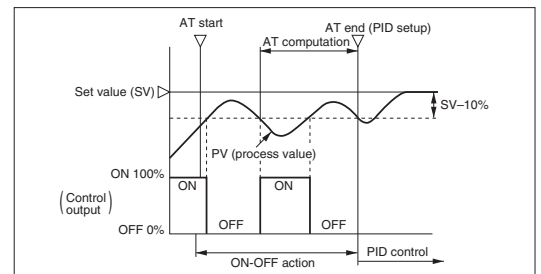 AT start
AT end (PID setup)
AT computation
Set value (SV)
SV–10%
PV (process value)
ON 100%
ON
ON
(Control output)
OFF
OFF
OFF 0%
ON-OFF action
PID control